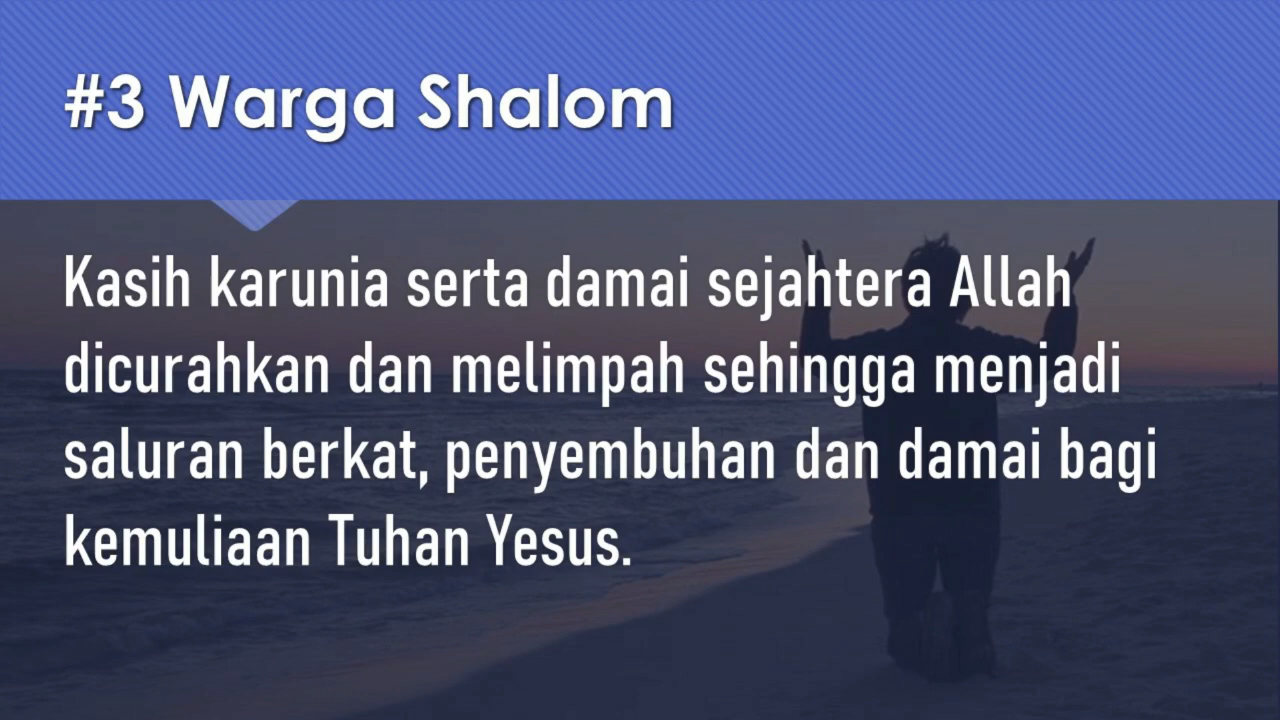 #3 Warga Shalom
Kasih karunia serta damai sejahtera Allah
dicurahkan dan melimpah sehingga menjadi
saluran berkat, penyembuhan dan damai bagi
kemuliaan Tuhan Yesus.